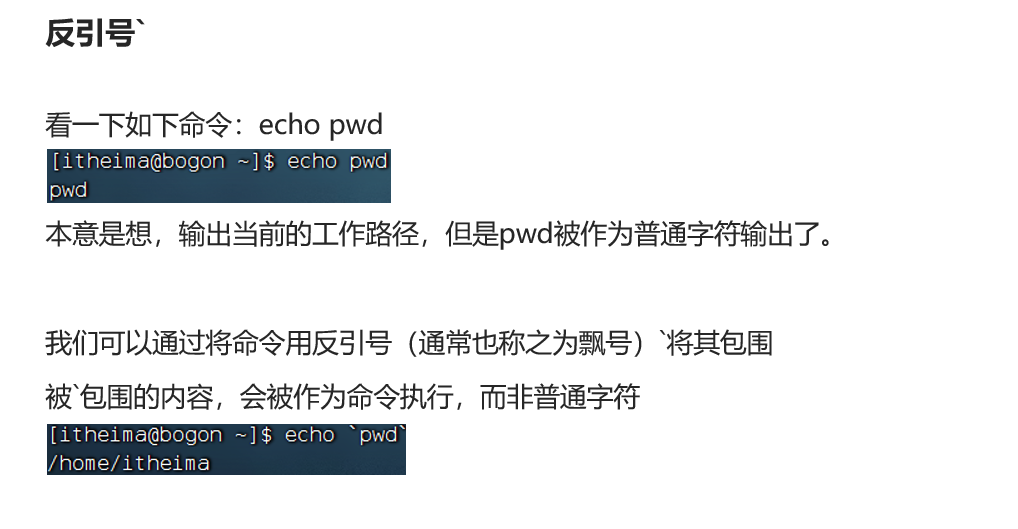 反引号`
看一下如下命令：echo pwd
[itheima@bogon ~]$ echo pwd
pwd
本意是想，输出当前的工作路径，但是pwd被作为普通字符输出了。
我们可以通过将命令用反引号（通常也称之为飘号）`将其包围
被`包围的内容，会被作为命令执行，而非普通字符
[itheima@bogon ~]$ echo `pwd`
/home/itheima